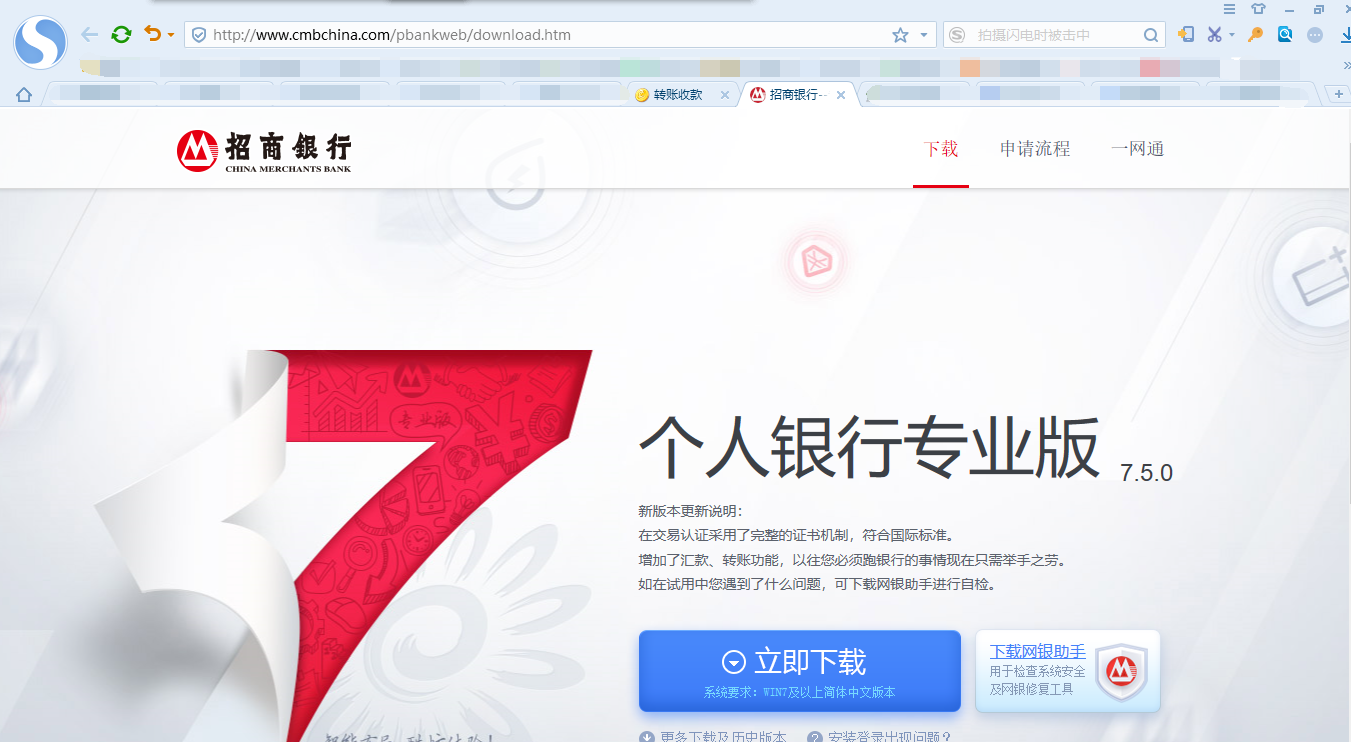 http://www.cmbchina.com/pbankweb/download.htm
拍摄闪电时被击中
转账收款
招商银行--
招商銀行
CHINA MERCHANTS BANK
下载
申请流程
一网通
专业版
个人银行专业版 7.5.0
新版本更新说明：
在交易认证采用了完整的证书机制，符合国际标准。
增加了汇款、转账功能，以往您必须跑银行的事情现在只需举手之劳。
如在试用中您遇到了什么问题，可下载网银助手进行自检。
立即下载
系统要求：WIN7及以上简体中文版本
下载网银助手
用于检查系统安全
及网银修复工具
更多下载及历史版本
安装登录出现问题？